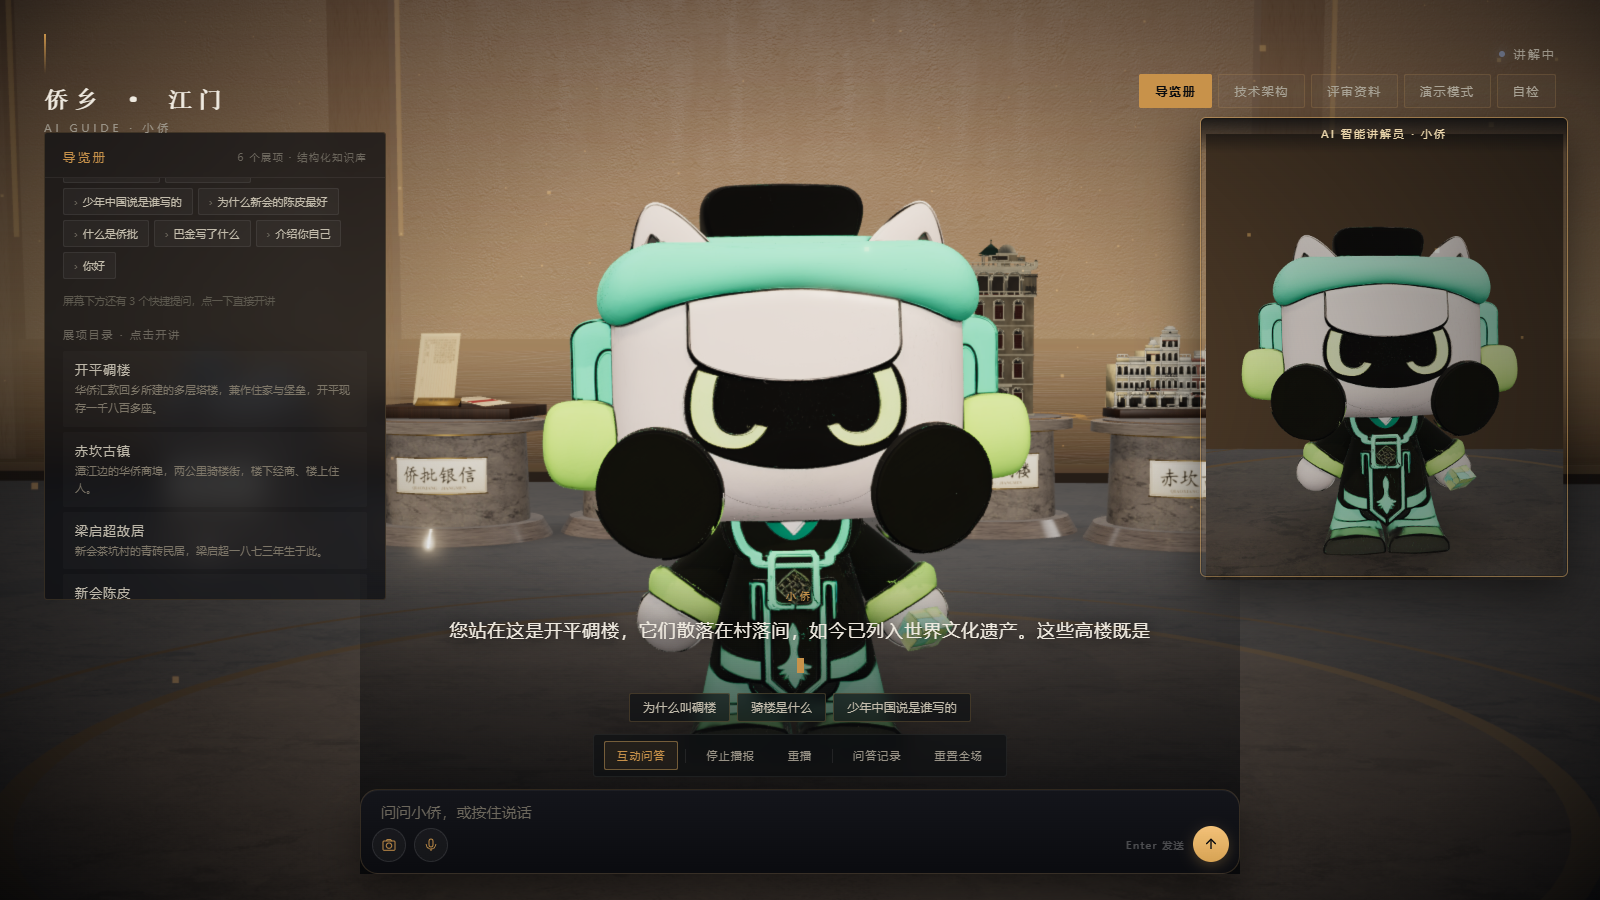 侨乡 · 江门
AI GUIDE · 小侨
讲解中
导览册
技术架构
评审资料
演示模式
自检
导览册
6 个展项 · 结构化知识库
› 少年中国说是谁写的
› 为什么新会的陈皮最好
› 什么是侨批
› 巴金写了什么
› 介绍你自己
› 你好
屏幕下方还有 3 个快捷提问，点一下直接开讲
展项目录 · 点击开讲
开平碉楼
华侨汇款回乡所建的多层塔楼，兼作住家与堡垒，开平现
存一千八百多座。
赤坎古镇
潭江边的华侨商埠，两公里骑楼街，楼下经商、楼上住
人。
梁启超故居
新会茶坑村的青砖民居，梁启超一八七三年生于此。
新会陈皮
AI 智能讲解员 · 小侨
侨批银信
楼
赤坎
小侨
您站在这是开平碉楼，它们散落在村落间，如今已列入世界文化遗产。这些高楼既是
为什么叫碉楼
骑楼是什么
少年中国说是谁写的
互动问答
停止播报
重播
问答记录
重置全场
问问小侨，或按住说话
Enter 发送